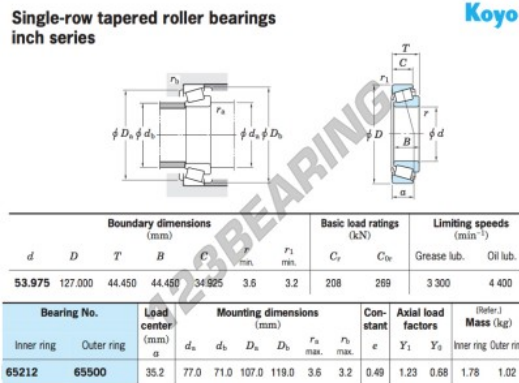 Single-row tapered roller bearings
inch series
Koyo
T
C
r1
rb
ra
r
φDa φdb φda φDb
φD B φd
a
123BEARING
Boundary dimensions (mm) Basic load ratings (kN) Limiting speeds (min⁻¹)
d D T B C r min. r1 min. Cr C0r Grease lub. Oil lub.
53.975 127.000 44.450 44.450 34.925 3.6 3.2 208 269 3 300 4 400
Bearing No. Load center (mm) a Mounting dimensions (mm) Con-stant e Axial load factors (Refer.) Mass (kg)
Inner ring Outer ring da db Da Db ra max. rb max. Y1 Y0 Inner ring Outer rin
65212 65500 35.2 77.0 71.0 107.0 119.0 3.6 3.2 0.49 1.23 0.68 1.78 1.02